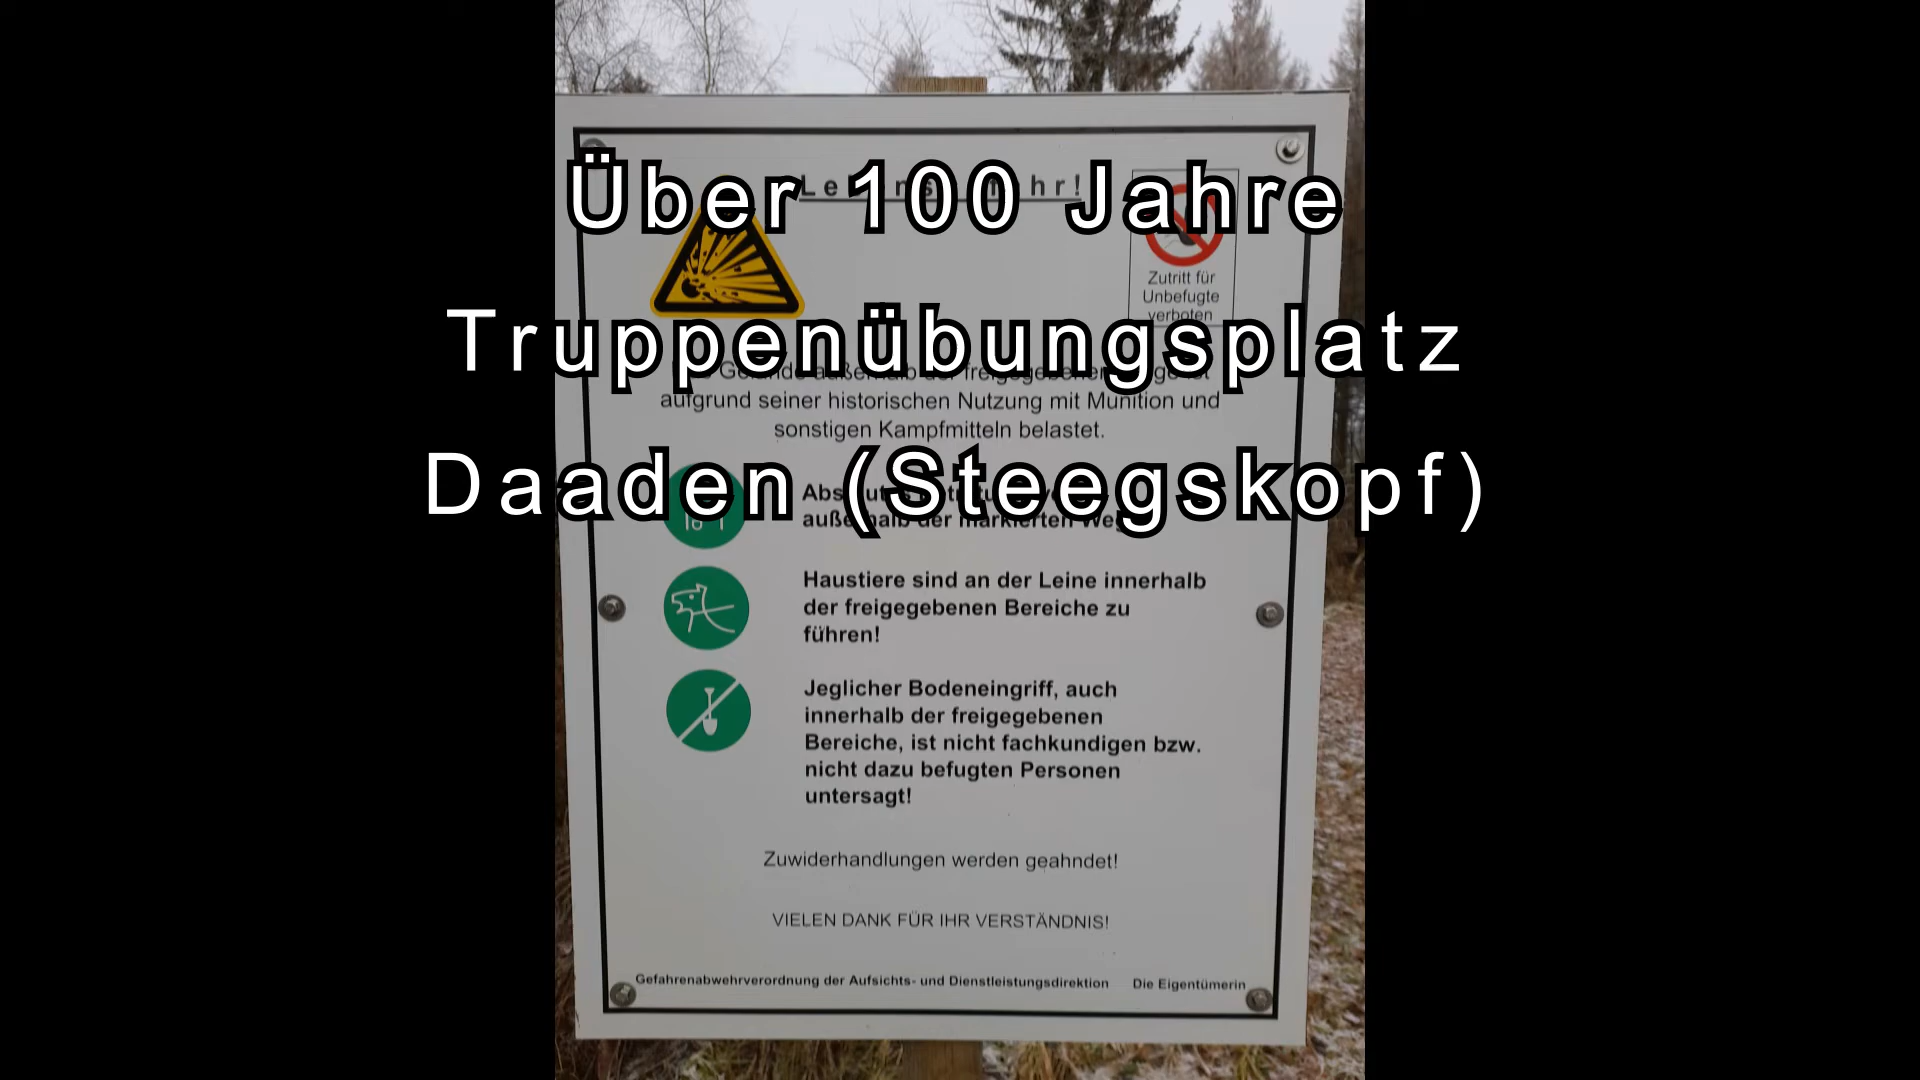 Über 100 Jahre
Truppenübungsplatz
Daaden (Steegskopf)
Zutritt für
Unbefugte
verboten
aufgrund seiner historischen Nutzung mit Munition und
sonstigen Kampfmitteln belastet.
außerhalb der markierten
Haustiere sind an der Leine innerhalb
der freigegebenen Bereiche zu
führen!
Jeglicher Bodeneingriff, auch
innerhalb der freigegebenen
Bereiche, ist nicht fachkundigen bzw.
nicht dazu befugten Personen
untersagt!
Zuwiderhandlungen werden geahndet!
VIELEN DANK FÜR IHR VERSTÄNDNIS!
Gefahrenabwehrverordnung der Aufsichts- und Dienstleistungsdirektion Die Eigentümerin